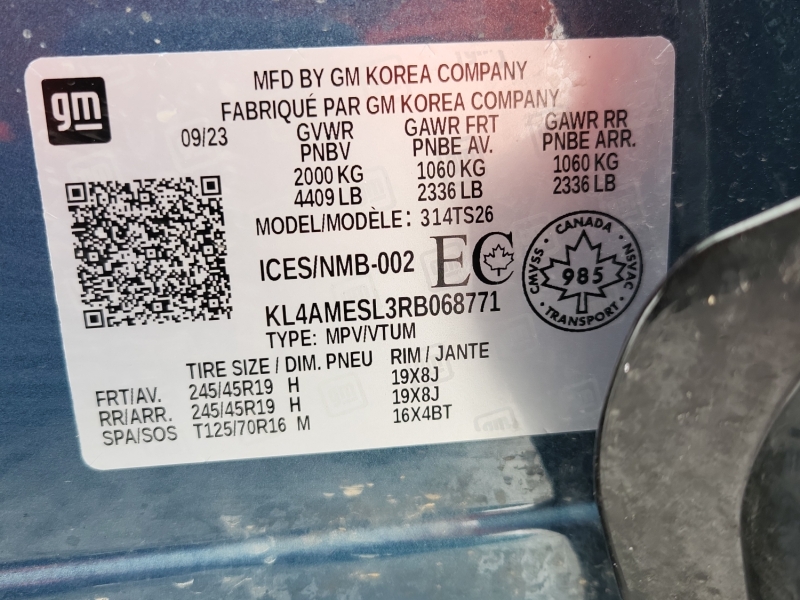 gm
MFD BY GM KOREA COMPANY
FABRIQUÉ PAR GM KOREA COMPANY
09/23
GVWR GAWR FRT GAWR RR
PNBV PNBE AV. PNBE ARR.
2000 KG 1060 KG 1060 KG
4409 LB 2336 LB 2336 LB
MODEL/MODÈLE: 314TS26
ICES/NMB-002 EC
CANADA
CMVSS • NSVAC
985
TRANSPORT
KL4AMESL3RB068771
TYPE: MPV/VTUM
TIRE SIZE / DIM. PNEU RIM / JANTE
FRT/AV. 245/45R19 H 19X8J
RR/ARR. 245/45R19 H 19X8J
SPA/SOS T125/70R16 M 16X4BT